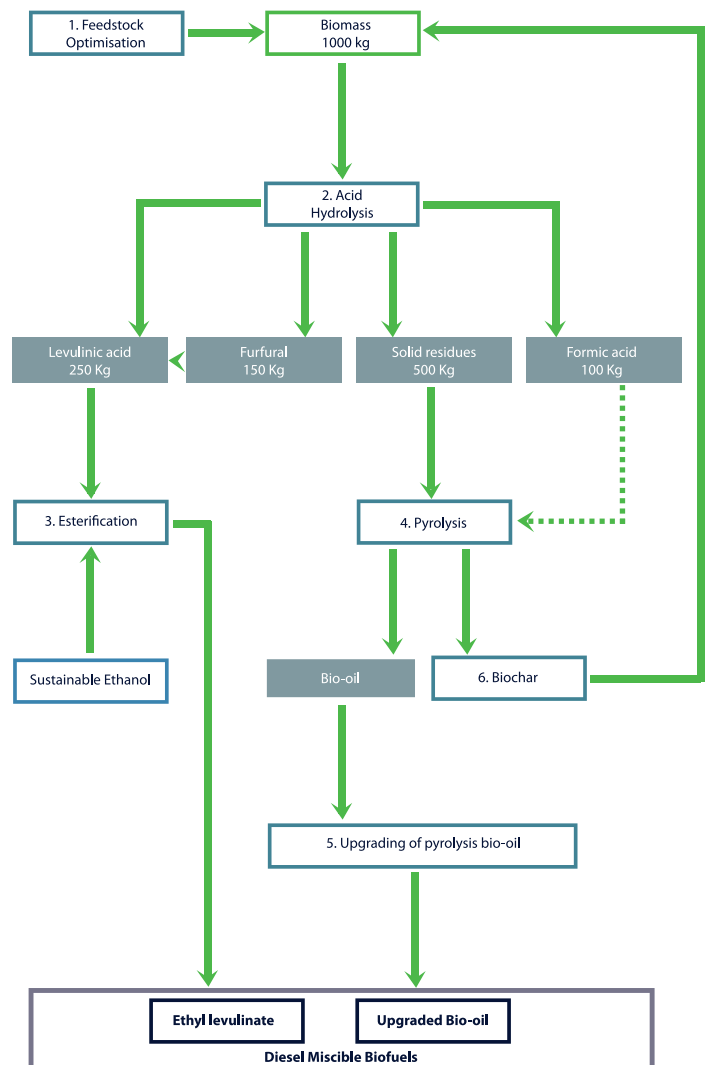 1. Feedstock
Optimisation
Biomass
1000 kg
2. Acid
Hydrolysis
Levulinic acid
250 Kg
Furfural
150 Kg
Solid residues
500 Kg
Formic acid
100 Kg
3. Esterification
4. Pyrolysis
Sustainable Ethanol
Bio-oil
6. Biochar
5. Upgrading of pyrolysis bio-oil
Ethyl levulinate
Upgraded Bio-oil
Diesel Miscible Biofuels